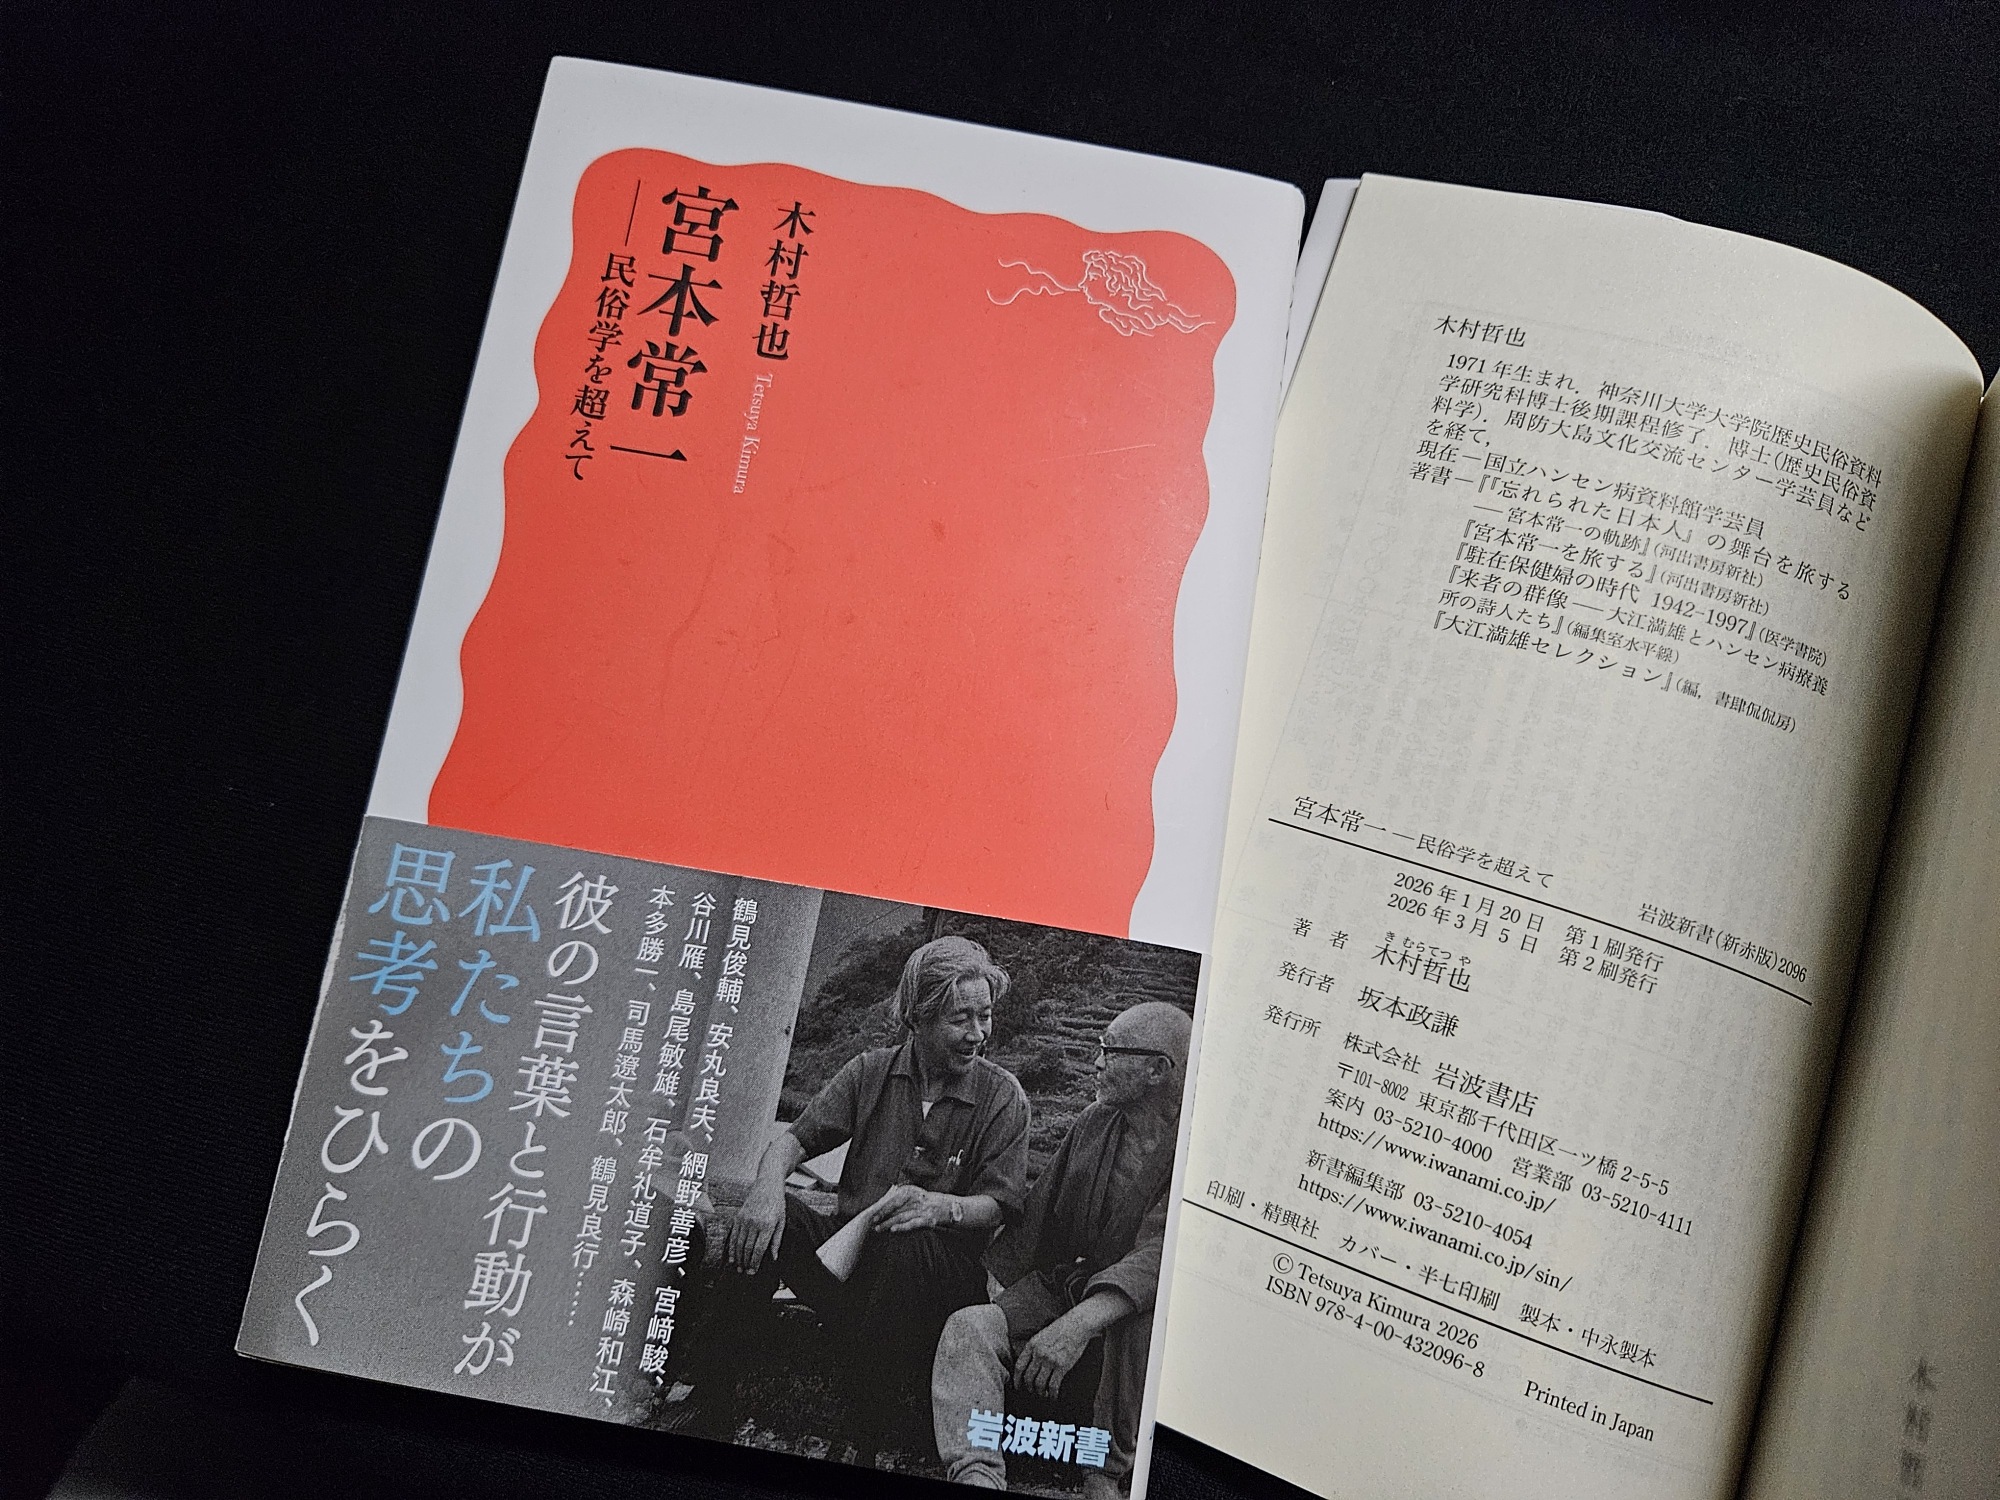 木村哲也 Tetsuya Kimura
宮本常一
——民俗学を超えて
鶴見俊輔、安丸良夫、網野善彦、宮﨑駿、
谷川雁、島尾敏雄、石牟礼道子、森崎和江、
本多勝一、司馬遼太郎、鶴見良行……
彼の言葉と行動が
私たちの
思考をひらく
岩波新書
木村哲也
1971年生まれ．神奈川大学大学院歴史民俗資料
学研究科博士後期課程修了．博士(歴史民俗資
料学)．周防大島文化交流センター学芸員など
を経て，
現在―国立ハンセン病資料館学芸員
著書―『『忘れられた日本人』の舞台を旅する
―宮本常一の軌跡』(河出書房新社)
『宮本常一を旅する』(河出書房新社)
『駐在保健婦の時代 1942-1997』(医学書院)
『来者の群像――大江満雄とハンセン病療養
所の詩人たち』(編集室水平線)
『大江満雄セレクション』(編，書肆侃侃房)
宮本常一――民俗学を超えて
岩波新書(新赤版)2096
2026年1月20日 第1刷発行
2026年3月5日 第2刷発行
著者 木村哲也
きむらてつや
発行者 坂本政謙
発行所 株式会社 岩波書店
〒101-8002 東京都千代田区一ツ橋2-5-5
案内 03-5210-4000 営業部 03-5210-4111
https://www.iwanami.co.jp/
新書編集部 03-5210-4054
https://www.iwanami.co.jp/sin/
印刷・精興社 カバー・半七印刷 製本・中永製本
© Tetsuya Kimura 2026
ISBN 978-4-00-432096-8 Printed in Japan